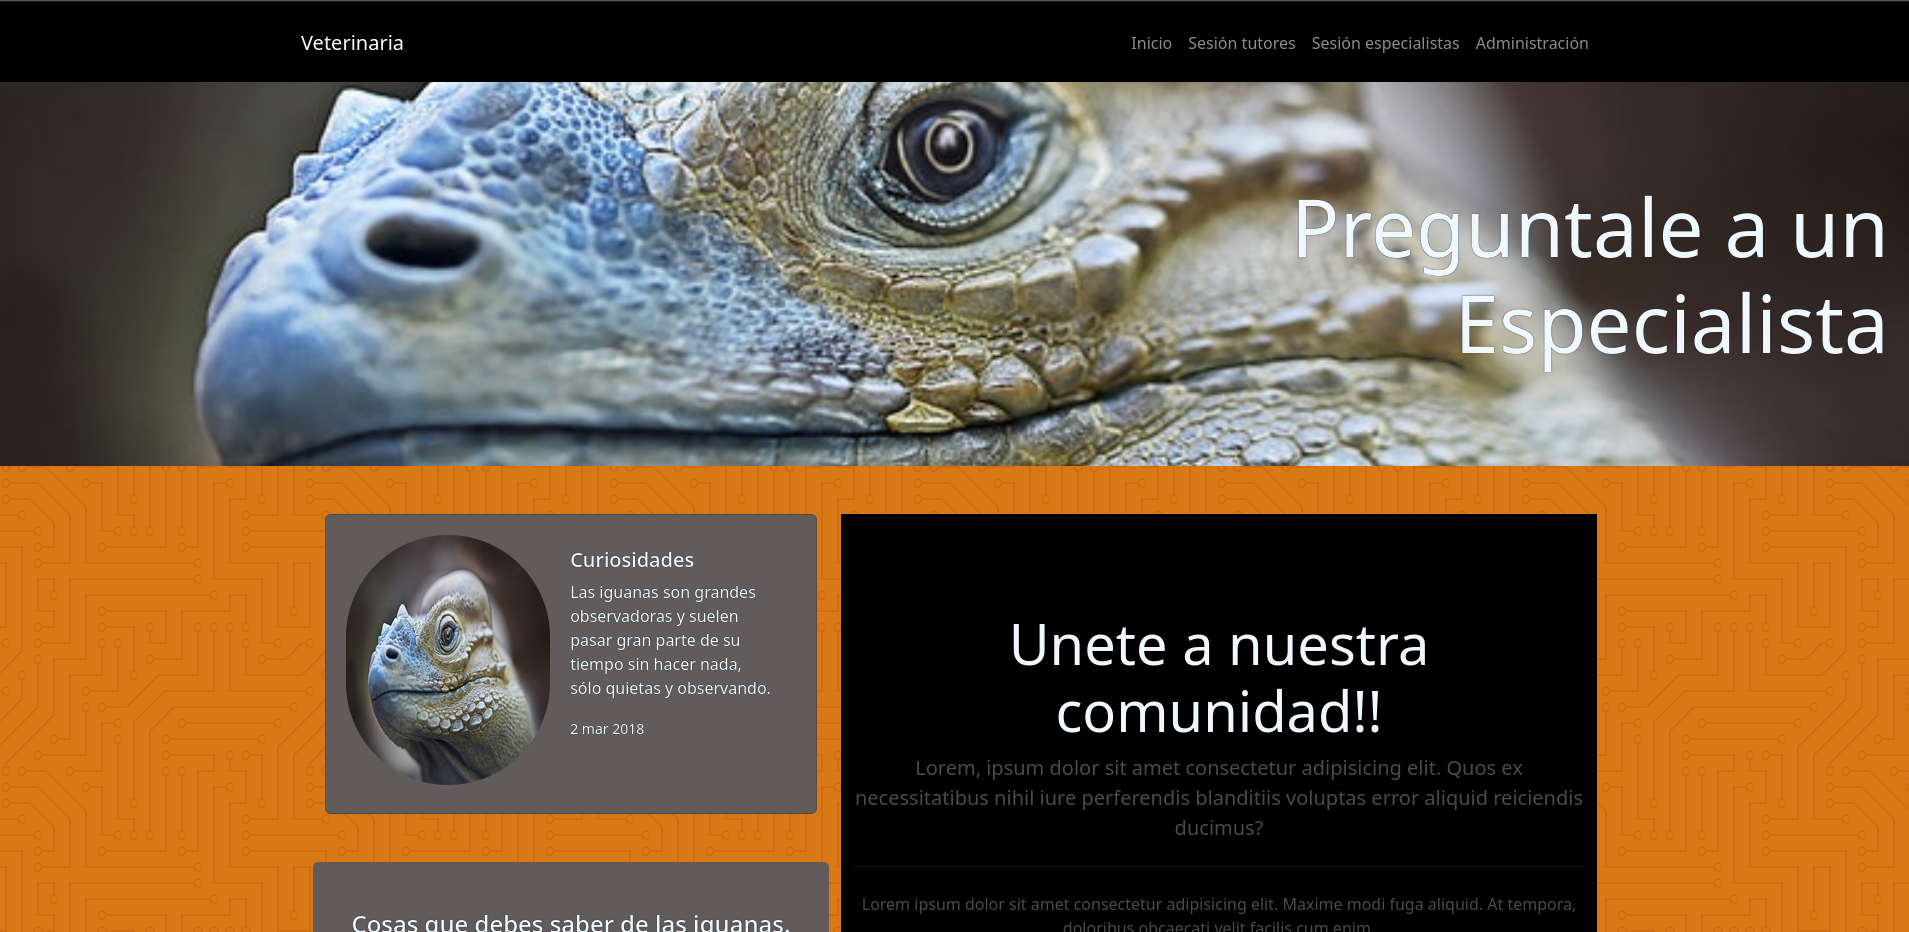 Veterinaria
Inicio Sesión tutores Sesión especialistas Administración
Preguntale a un
Especialista
Curiosidades
Las iguanas son grandes
observadoras y suelen
pasar gran parte de su
tiempo sin hacer nada,
sólo quietas y observando.
2 mar 2018
Cosas que debes saber de las iguanas.
Unete a nuestra
comunidad!!
Lorem, ipsum dolor sit amet consectetur adipisicing elit. Quos ex
necessitatibus nihil iure perferendis blanditiis voluptas error aliquid reiciendis
ducimus?
Lorem ipsum dolor sit amet consectetur adipisicing elit. Maxime modi fuga aliquid. At tempora,
doloribus obcaecati velit facilis cum enim